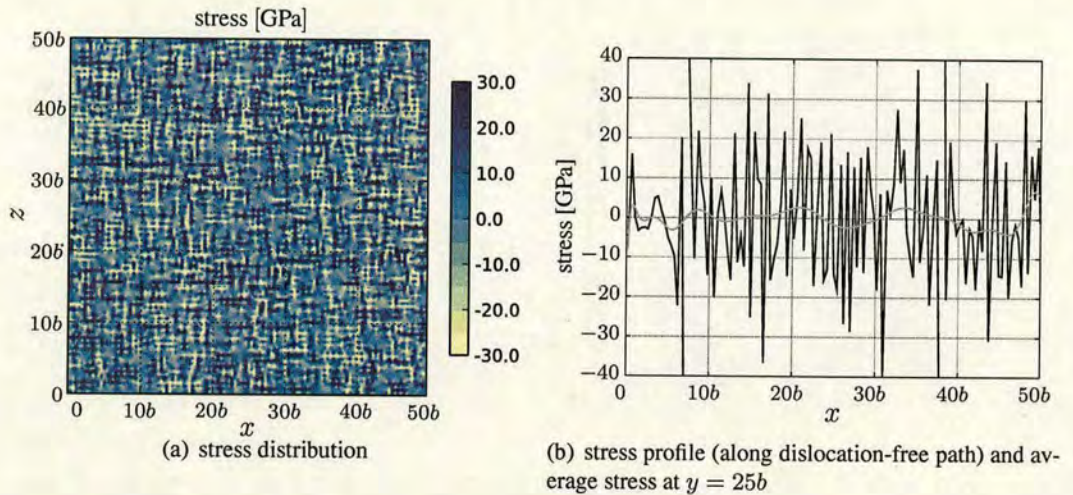 stress [GPa]
50b
40b
30b
20b
10b
0
z
0 10b 20b 30b 40b 50b
x
30.0
20.0
10.0
0.0
-10.0
-20.0
-30.0
(a) stress distribution
40
30
20
10
0
−10
−20
−30
−40
stress [GPa]
0 10b 20b 30b 40b 50b
x
(b) stress profile (along dislocation-free path) and av-
erage stress at y = 25b